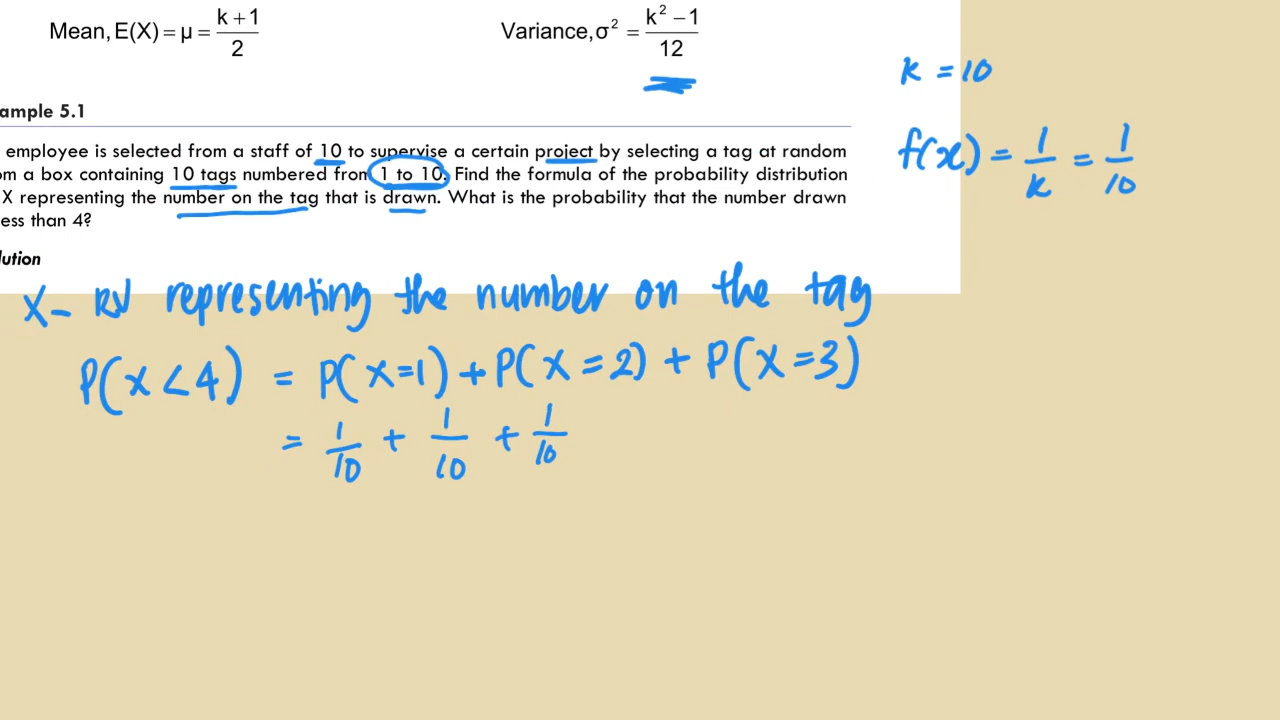 Mean, E(X) = μ = k + 1 / 2
Variance, σ² = k² − 1 / 12
k = 10
f(x) = 1/k = 1/10
ample 5.1
employee is selected from a staff of 10 to supervise a certain project by selecting a tag at random
om a box containing 10 tags numbered from 1 to 10. Find the formula of the probability distribution
X representing the number on the tag that is drawn. What is the probability that the number drawn
ess than 4?
lution
X – RV representing the number on the tag
P(X < 4) = P(X = 1) + P(X = 2) + P(X = 3)
= 1/10 + 1/10 + 1/10